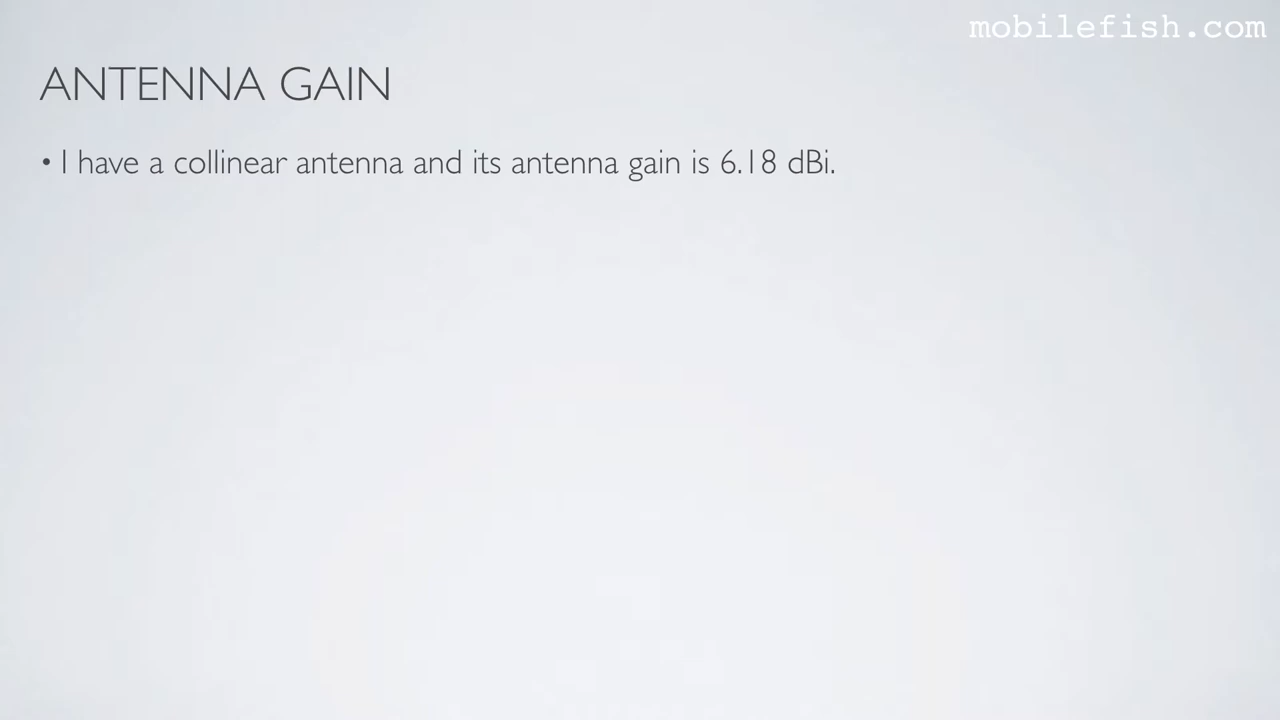 mobilefish.com
ANTENNA GAIN
• I have a collinear antenna and its antenna gain is 6.18 dBi.